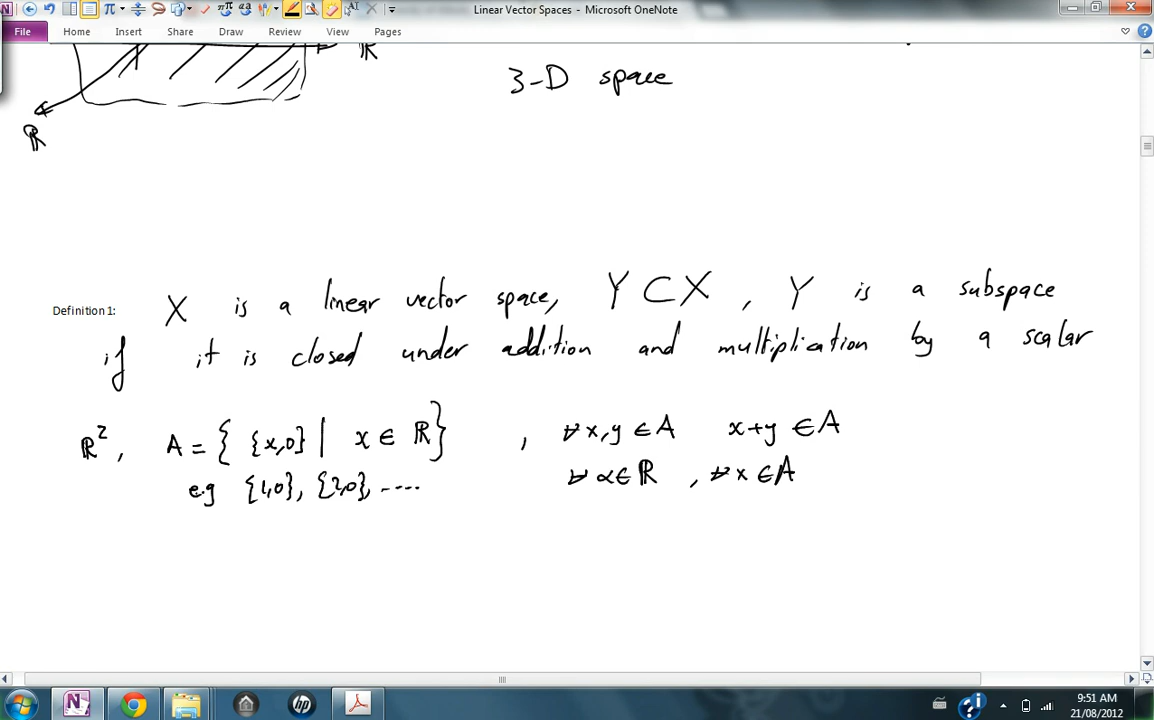 Linear Vector Spaces - Microsoft OneNote
File Home Insert Share Draw Review View Pages
ℝ
3-D space
ℝ
Definition 1: X is a linear vector space, Y ⊂ X, Y is a subspace
if it is closed under addition and multiplication by a scalar
ℝ², A = { {x,0} | x ∈ ℝ}, ∀x,y ∈ A x+y ∈ A
e.g {1,0}, {2,0}, ..... ∀ α ∈ ℝ, ∀ x ∈ A
9:51 AM
21/08/2012